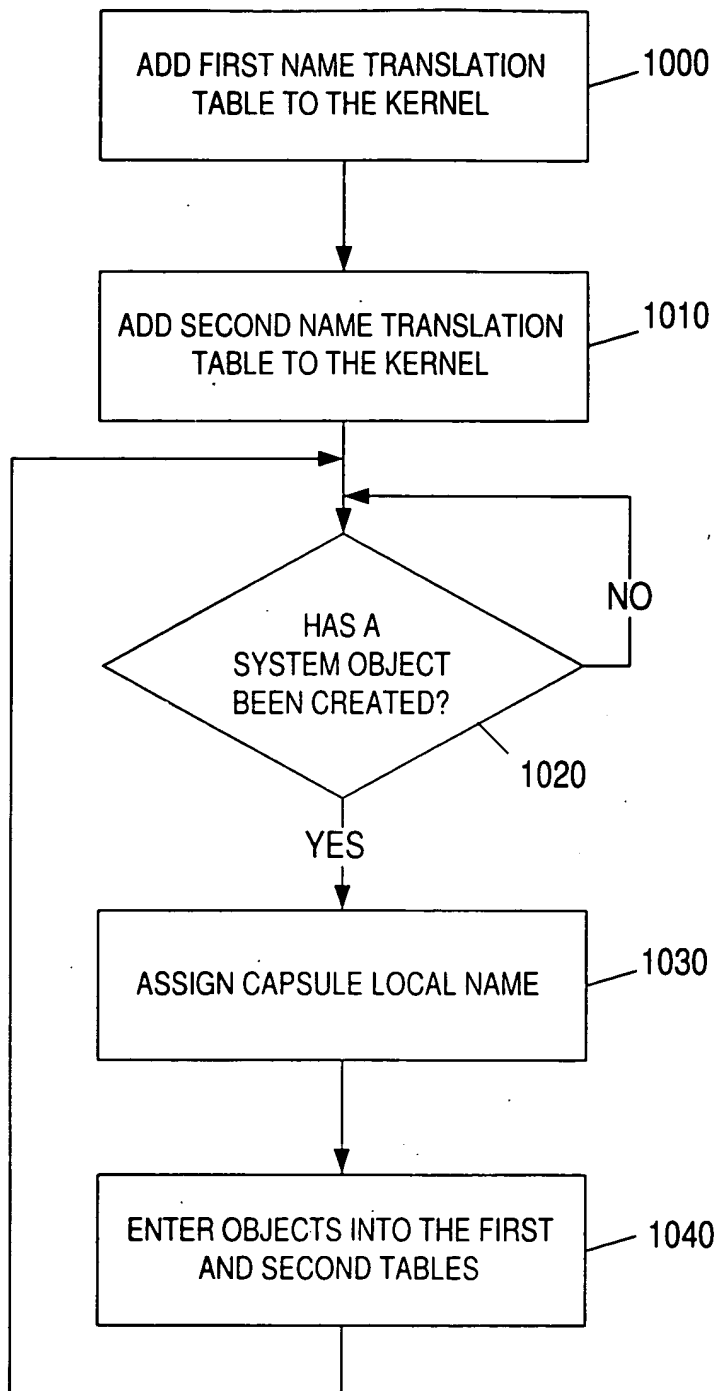 ADD FIRST NAME TRANSLATION
TABLE TO THE KERNEL
1000
ADD SECOND NAME TRANSLATION
TABLE TO THE KERNEL
1010
HAS A
SYSTEM OBJECT
BEEN CREATED?
NO
1020
YES
ASSIGN CAPSULE LOCAL NAME
1030
ENTER OBJECTS INTO THE FIRST
AND SECOND TABLES
1040